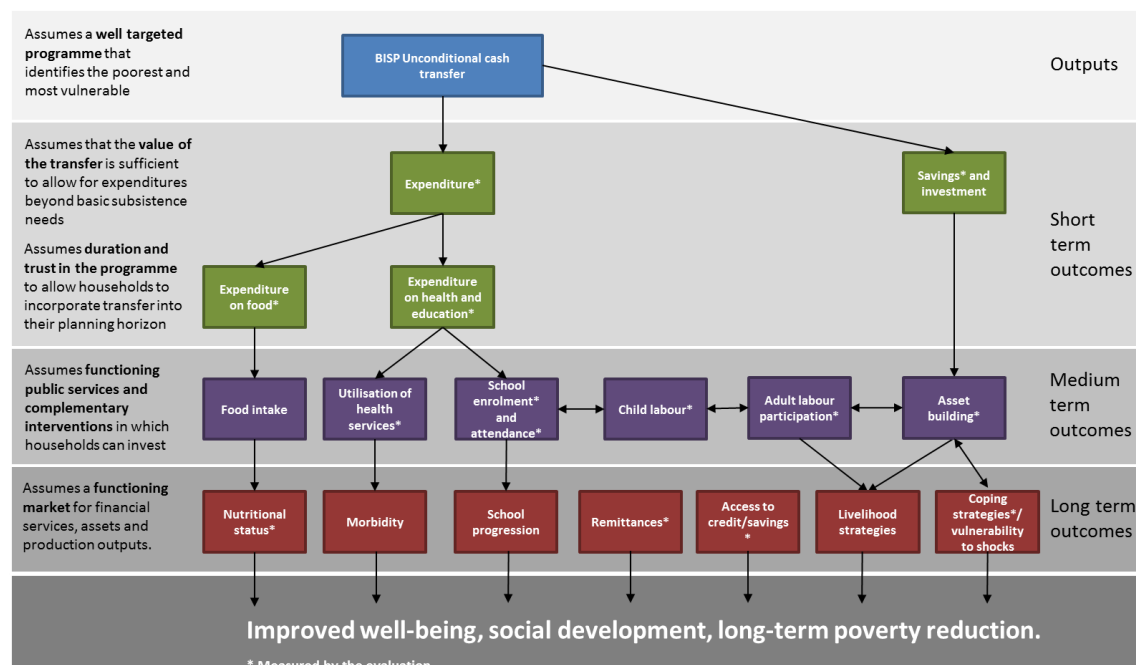 Assumes a well targeted
programme that
identifies the poorest and
most vulnerable
BISP Unconditional cash
transfer
Outputs
Assumes that the value of
the transfer is sufficient
to allow for expenditures
beyond basic subsistence
needs
Expenditure*
Savings* and
investment
Short
term
outcomes
Assumes duration and
trust in the programme
to allow households to
incorporate transfer into
their planning horizon
Expenditure
on food*
Expenditure
on health and
education*
Assumes functioning
public services and
complementary
interventions in which
households can invest
Food intake
Utilisation of
health
services*
School
enrolment*
and
attendance*
Child labour*
Adult labour
participation*
Asset
building*
Medium
term
outcomes
Assumes a functioning
market for financial
services, assets and
production outputs.
Nutritional
status*
Morbidity
School
progression
Remittances*
Access to
credit/savings
*
Livelihood
strategies
Coping
strategies*/
vulnerability
to shocks
Long term
outcomes
Improved well-being, social development, long-term poverty reduction.
* Measured by the evaluation